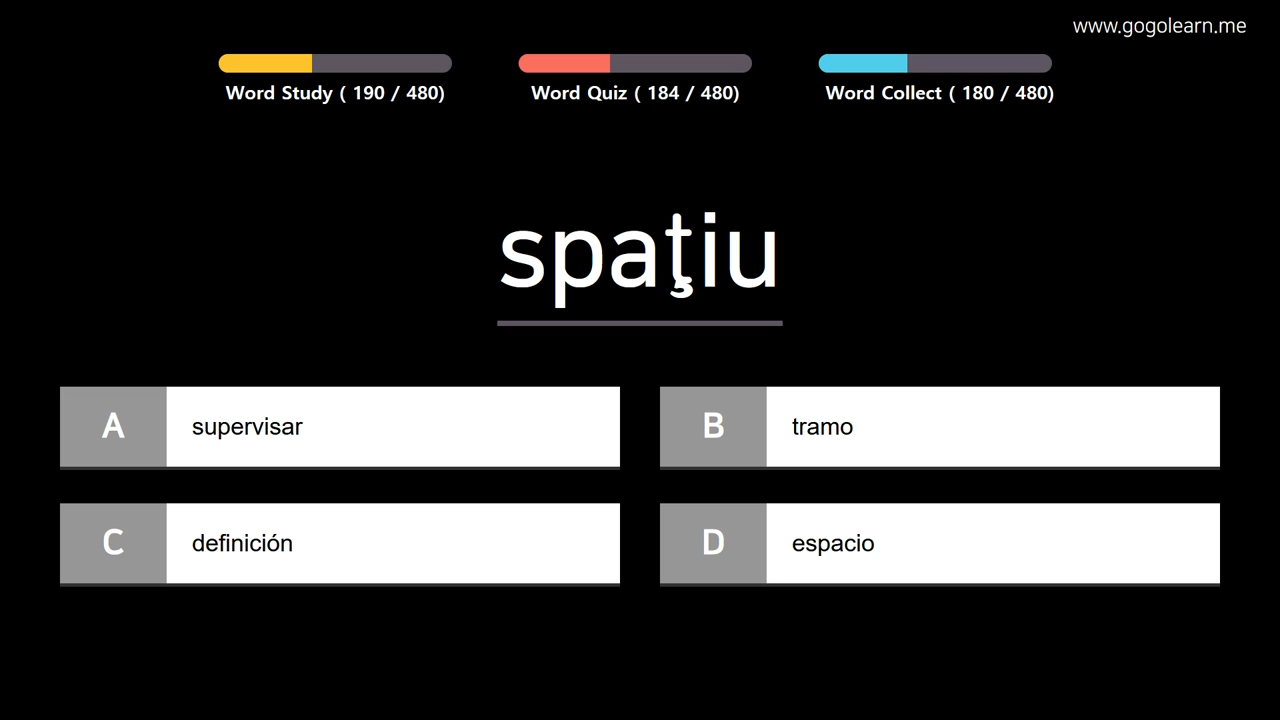 www.gogolearn.me
Word Study ( 190 / 480)
Word Quiz ( 184 / 480)
Word Collect ( 180 / 480)
spaţiu
A supervisar
B tramo
C definición
D espacio